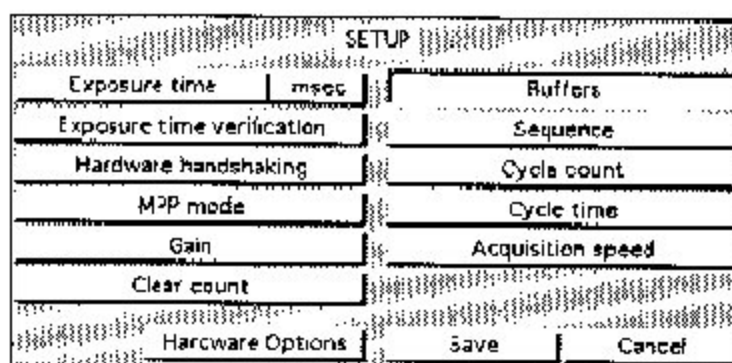 SETUP
Exposure time msec
Buffers
Exposure time verification
Sequence
Hardware handshaking
Cycle count
MPP mode
Cycle time
Gain
Acquisition speed
Clear count
Hardware Options Save Cancel